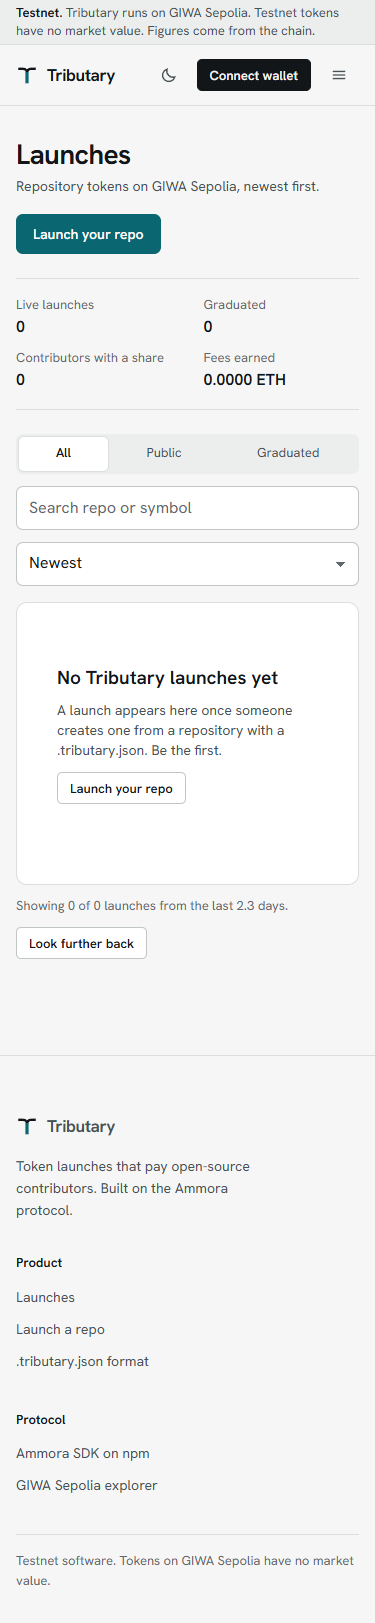 Testnet. Tributary runs on GIWA Sepolia. Testnet tokens
have no market value. Figures come from the chain.
Tributary
Connect wallet
Launches
Repository tokens on GIWA Sepolia, newest first.
Launch your repo
Live launches
0
Graduated
0
Contributors with a share
0
Fees earned
0.0000 ETH
All
Public
Graduated
Search repo or symbol
Newest
No Tributary launches yet
A launch appears here once someone
creates one from a repository with a
.tributary.json. Be the first.
Launch your repo
Showing 0 of 0 launches from the last 2.3 days.
Look further back
Tributary
Token launches that pay open-source
contributors. Built on the Ammora
protocol.
Product
Launches
Launch a repo
.tributary.json format
Protocol
Ammora SDK on npm
GIWA Sepolia explorer
Testnet software. Tokens on GIWA Sepolia have no market
value.